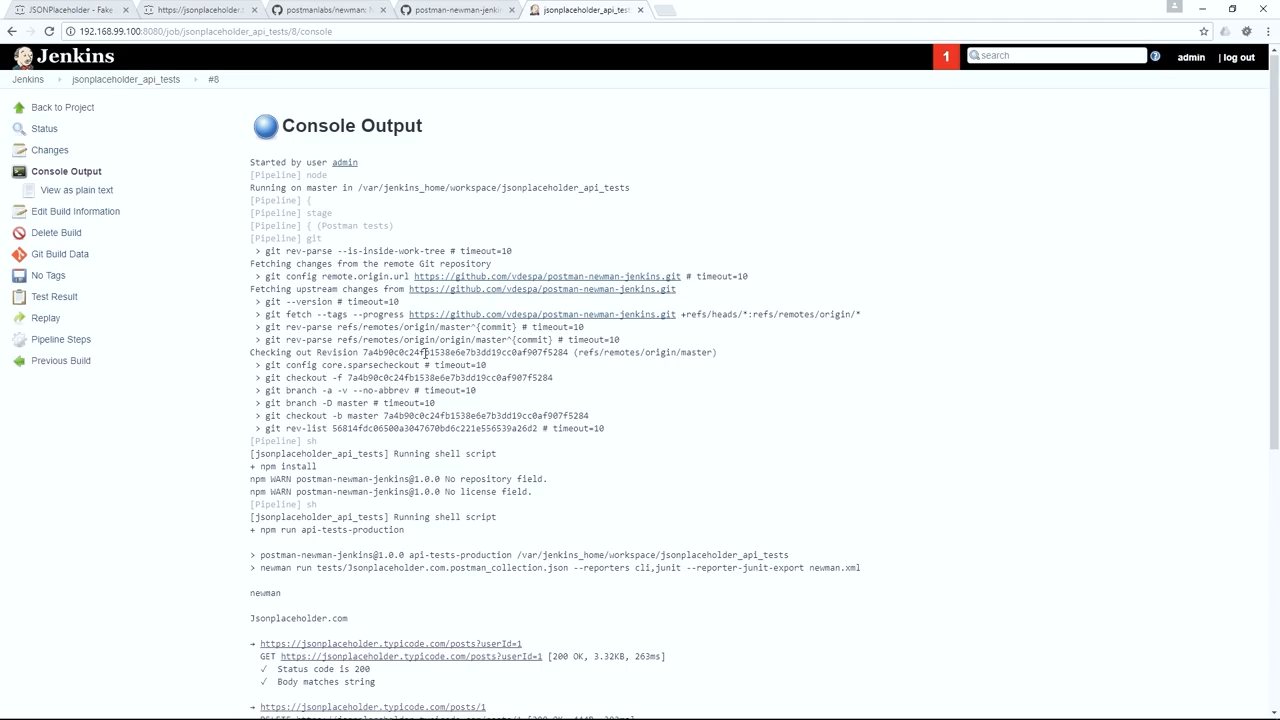 JSONPlaceholder - Fake
https://jsonplaceholder.t
postmanlabs/newman: N
postman-newman-jenki
jsonplaceholder_api_tes
192.168.99.100:8080/job/jsonplaceholder_api_tests/8/console
Jenkins
1
search
admin
| log out
Jenkins
jsonplaceholder_api_tests
#8
Back to Project
Status
Changes
Console Output
View as plain text
Edit Build Information
Delete Build
Git Build Data
No Tags
Test Result
Replay
Pipeline Steps
Previous Build
Console Output
Started by user admin
[Pipeline] node
Running on master in /var/jenkins_home/workspace/jsonplaceholder_api_tests
[Pipeline] {
[Pipeline] stage
[Pipeline] { (Postman tests)
[Pipeline] git
> git rev-parse --is-inside-work-tree # timeout=10
Fetching changes from the remote Git repository
> git config remote.origin.url https://github.com/vdespa/postman-newman-jenkins.git # timeout=10
Fetching upstream changes from https://github.com/vdespa/postman-newman-jenkins.git
> git --version # timeout=10
> git fetch --tags --progress https://github.com/vdespa/postman-newman-jenkins.git +refs/heads/*:refs/remotes/origin/*
> git rev-parse refs/remotes/origin/master^{commit} # timeout=10
> git rev-parse refs/remotes/origin/origin/master^{commit} # timeout=10
Checking out Revision 7a4b90c0c24fb1538e6e7b3dd19cc0af907f5284 (refs/remotes/origin/master)
> git config core.sparsecheckout # timeout=10
> git checkout -f 7a4b90c0c24fb1538e6e7b3dd19cc0af907f5284
> git branch -a -v --no-abbrev # timeout=10
> git branch -D master # timeout=10
> git checkout -b master 7a4b90c0c24fb1538e6e7b3dd19cc0af907f5284
> git rev-list 56814fdc06500a3047670bd6c221e556539a26d2 # timeout=10
[Pipeline] sh
[jsonplaceholder_api_tests] Running shell script
+ npm install
npm WARN postman-newman-jenkins@1.0.0 No repository field.
npm WARN postman-newman-jenkins@1.0.0 No license field.
[Pipeline] sh
[jsonplaceholder_api_tests] Running shell script
+ npm run api-tests-production
> postman-newman-jenkins@1.0.0 api-tests-production /var/jenkins_home/workspace/jsonplaceholder_api_tests
> newman run tests/Jsonplaceholder.com.postman_collection.json --reporters cli,junit --reporter-junit-export newman.xml
newman
Jsonplaceholder.com
→ https://jsonplaceholder.typicode.com/posts?userId=1
GET https://jsonplaceholder.typicode.com/posts?userId=1 [200 OK, 3.32KB, 263ms]
✓ Status code is 200
✓ Body matches string
→ https://jsonplaceholder.typicode.com/posts/1